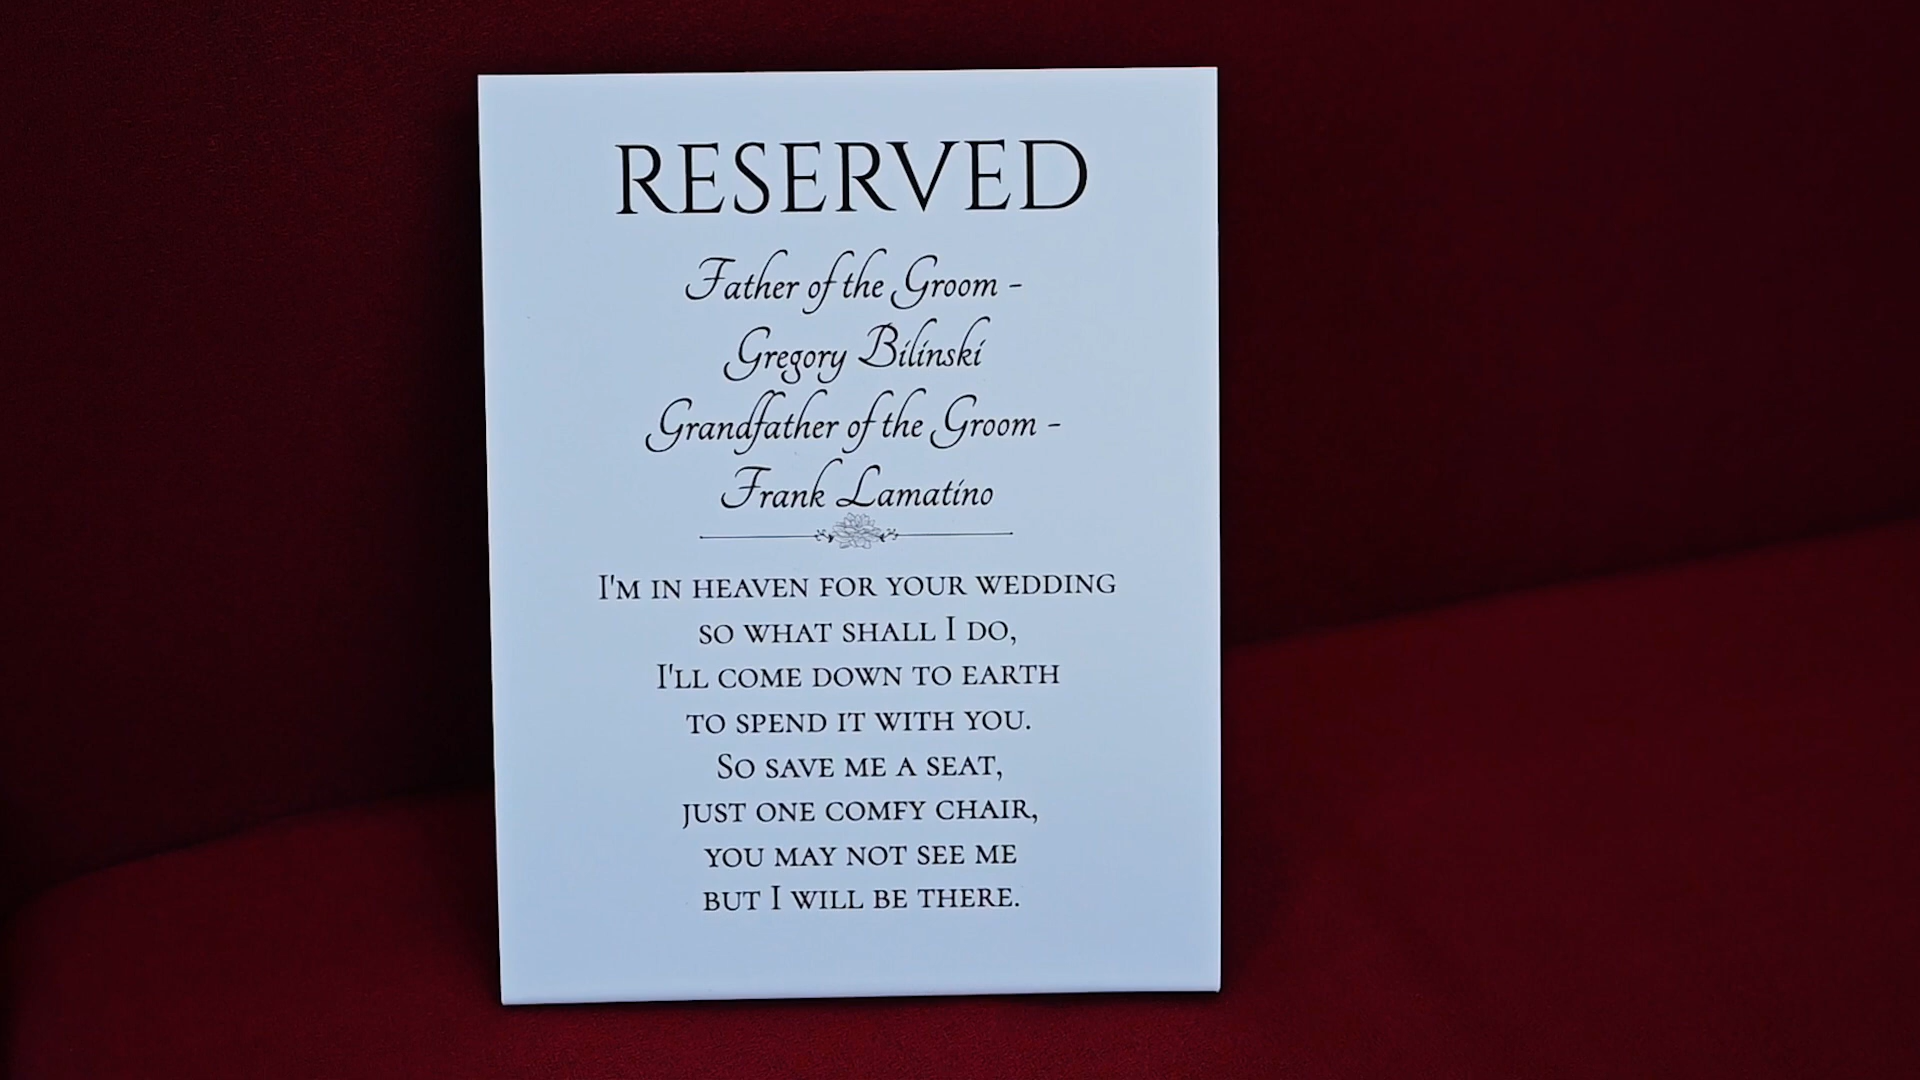 RESERVED
Father of the Groom -
Gregory Bilinski
Grandfather of the Groom -
Frank Lamatino
I'M IN HEAVEN FOR YOUR WEDDING
SO WHAT SHALL I DO,
I'LL COME DOWN TO EARTH
TO SPEND IT WITH YOU.
SO SAVE ME A SEAT,
JUST ONE COMFY CHAIR,
YOU MAY NOT SEE ME
BUT I WILL BE THERE.